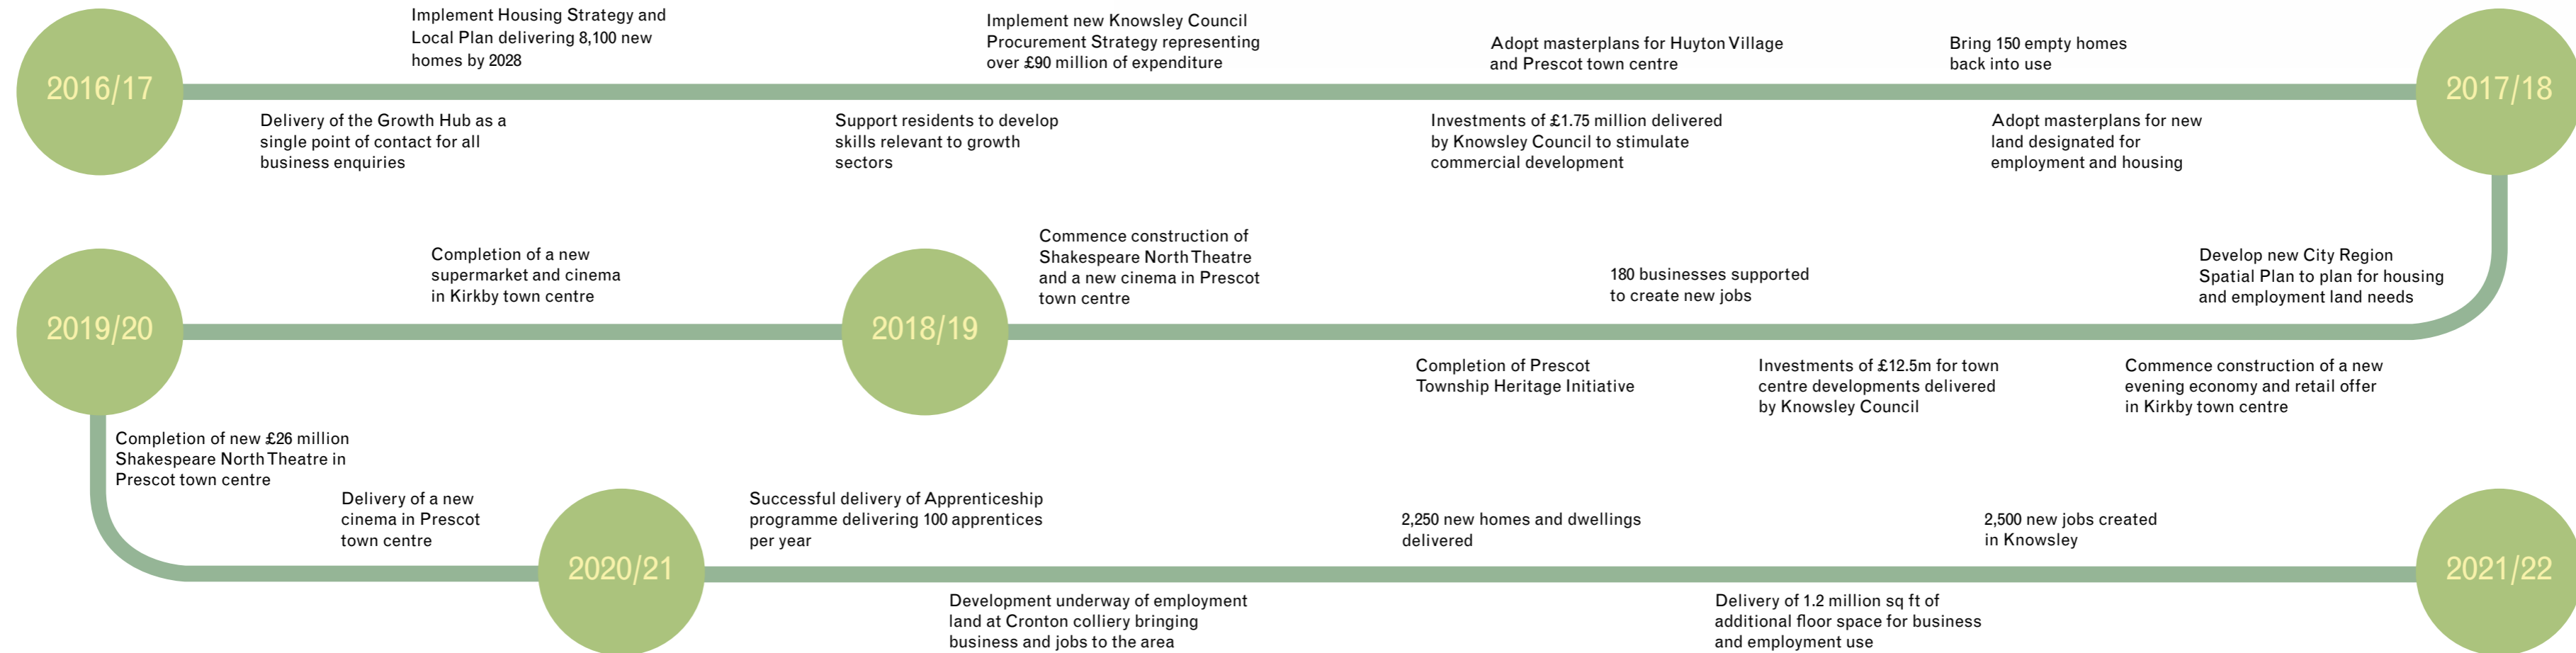 2016/17
Implement Housing Strategy and
Local Plan delivering 8,100 new
homes by 2028
Delivery of the Growth Hub as a
single point of contact for all
business enquiries
Implement new Knowsley Council
Procurement Strategy representing
over £90 million of expenditure
Support residents to develop
skills relevant to growth
sectors
Adopt masterplans for Huyton Village
and Prescot town centre
Investments of £1.75 million delivered
by Knowsley Council to stimulate
commercial development
Bring 150 empty homes
back into use
Adopt masterplans for new
land designated for
employment and housing
2017/18
Develop new City Region
Spatial Plan to plan for housing
and employment land needs
Commence construction of a new
evening economy and retail offer
in Kirkby town centre
Investments of £12.5m for town
centre developments delivered
by Knowsley Council
180 businesses supported
to create new jobs
Completion of Prescot
Township Heritage Initiative
Commence construction of
Shakespeare North Theatre
and a new cinema in Prescot
town centre
2018/19
Completion of a new
supermarket and cinema
in Kirkby town centre
2019/20
Completion of new £26 million
Shakespeare North Theatre in
Prescot town centre
Delivery of a new
cinema in Prescot
town centre
2020/21
Successful delivery of Apprenticeship
programme delivering 100 apprentices
per year
Development underway of employment
land at Cronton colliery bringing
business and jobs to the area
2,250 new homes and dwellings
delivered
Delivery of 1.2 million sq ft of
additional floor space for business
and employment use
2,500 new jobs created
in Knowsley
2021/22